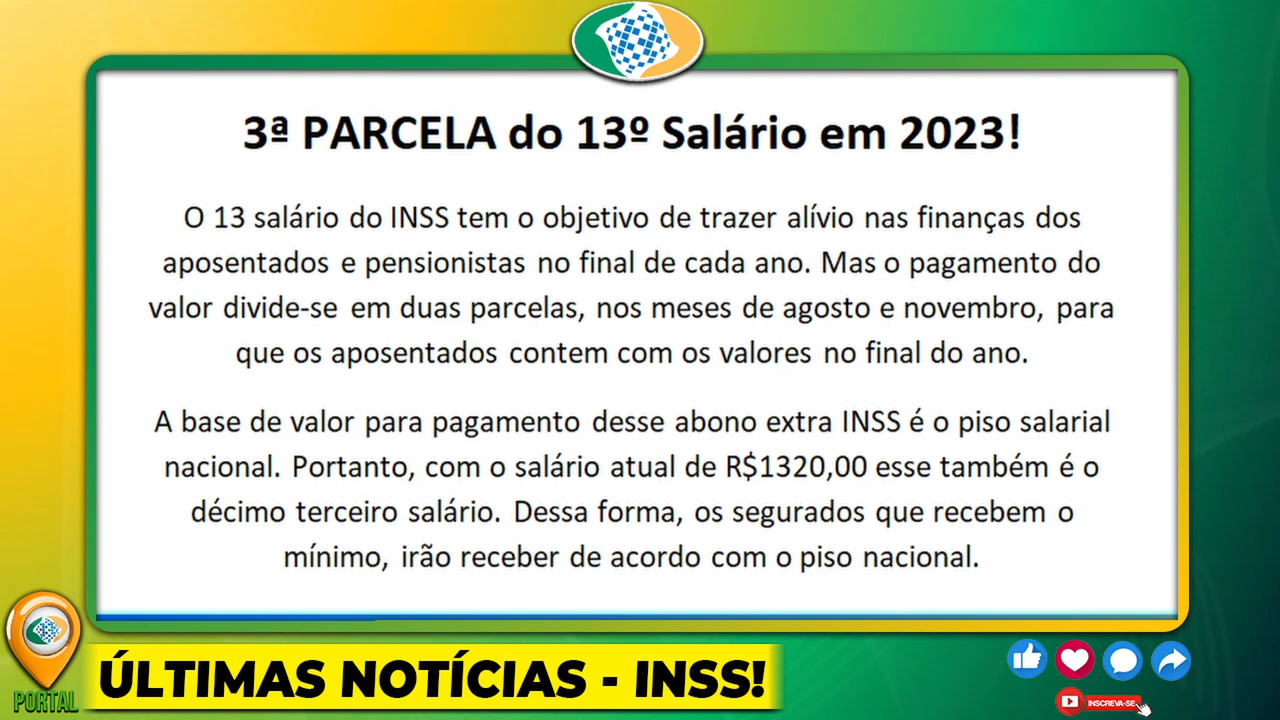 3ª PARCELA do 13º Salário em 2023!
O 13 salário do INSS tem o objetivo de trazer alívio nas finanças dos
aposentados e pensionistas no final de cada ano. Mas o pagamento do
valor divide-se em duas parcelas, nos meses de agosto e novembro, para
que os aposentados contem com os valores no final do ano.
A base de valor para pagamento desse abono extra INSS é o piso salarial
nacional. Portanto, com o salário atual de R$1320,00 esse também é o
décimo terceiro salário. Dessa forma, os segurados que recebem o
mínimo, irão receber de acordo com o piso nacional.
PORTAL
ÚLTIMAS NOTÍCIAS - INSS!
INSCREVA-SE